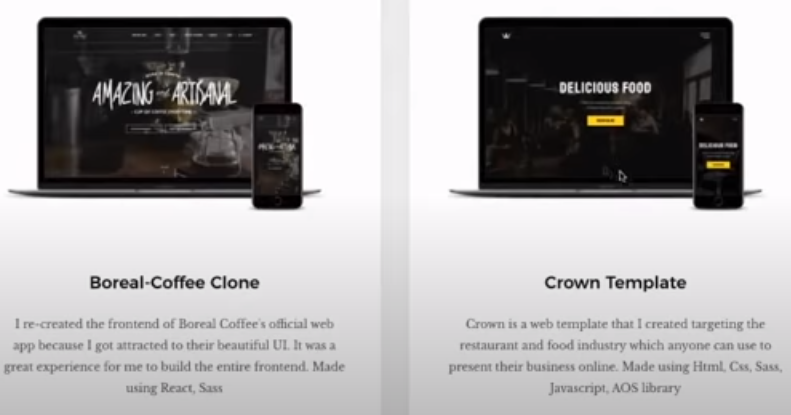 AMAZING and ARTISANAL
DELICIOUS FOOD
DELICIOUS FOOD
Boreal-Coffee Clone
I re-created the frontend of Boreal Coffee's official web
app because I got attracted to their beautiful UI. It was a
great experience for me to build the entire frontend. Made
using React, Sass
Crown Template
Crown is a web template that I created targeting the
restaurant and food industry which anyone can use to
present their business online. Made using Html, Css, Sass,
Javascript, AOS library